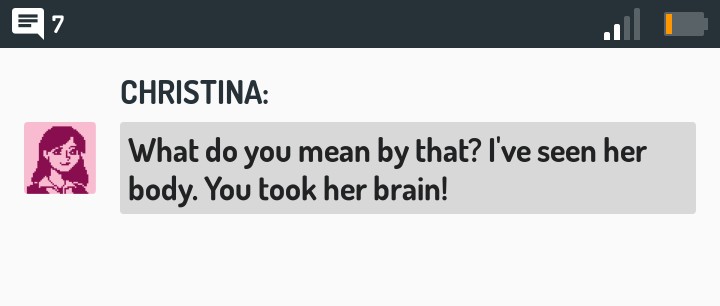 7
CHRISTINA:
What do you mean by that? I've seen her
body. You took her brain!